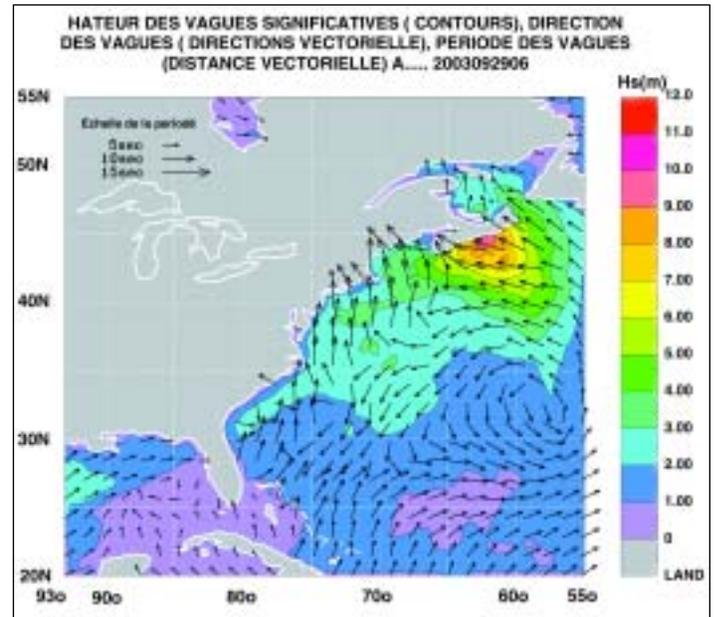 HATEUR DES VAGUES SIGNIFICATIVES ( CONTOURS), DIRECTION
DES VAGUES ( DIRECTIONS VECTORIELLE), PERIODE DES VAGUES
(DISTANCE VECTORIELLE) A..... 2003092906
Hs(m)
55N
Echelle de la periode
5sec
10sec
15sec
50N
40N
30N
20N
93o 90o 80o 70o 60o 55o
12.0
11.0
10.0
9.00
8.00
7.00
6.00
5.00
4.00
3.00
2.00
1.00
0
LAND